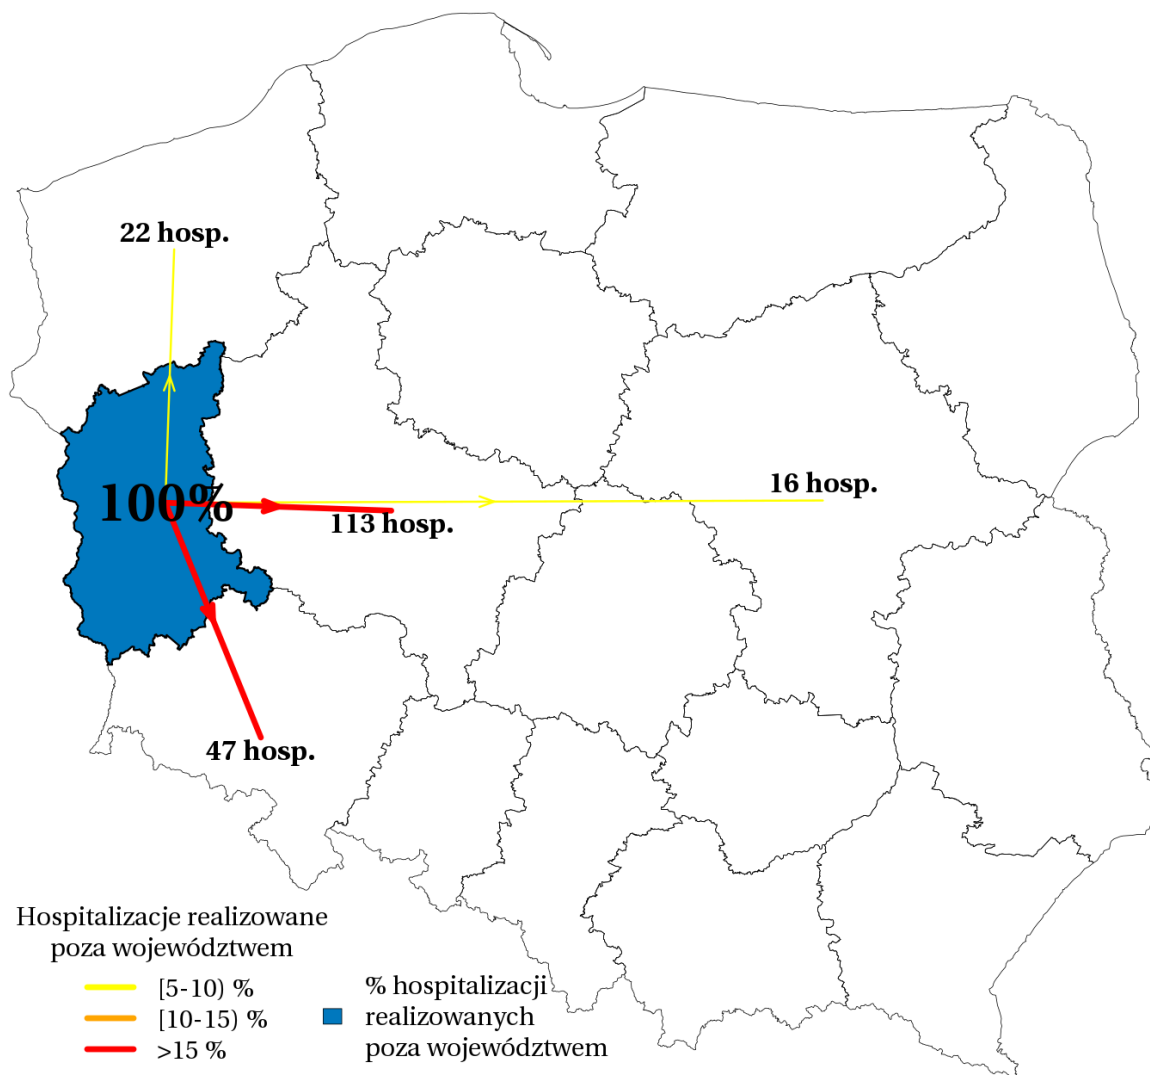 22 hosp.
16 hosp.
100%
113 hosp.
47 hosp.
Hospitalizacje realizowane
poza województwem
[5-10) %
[10-15) %
>15 %
% hospitalizacji
realizowanych
poza województwem